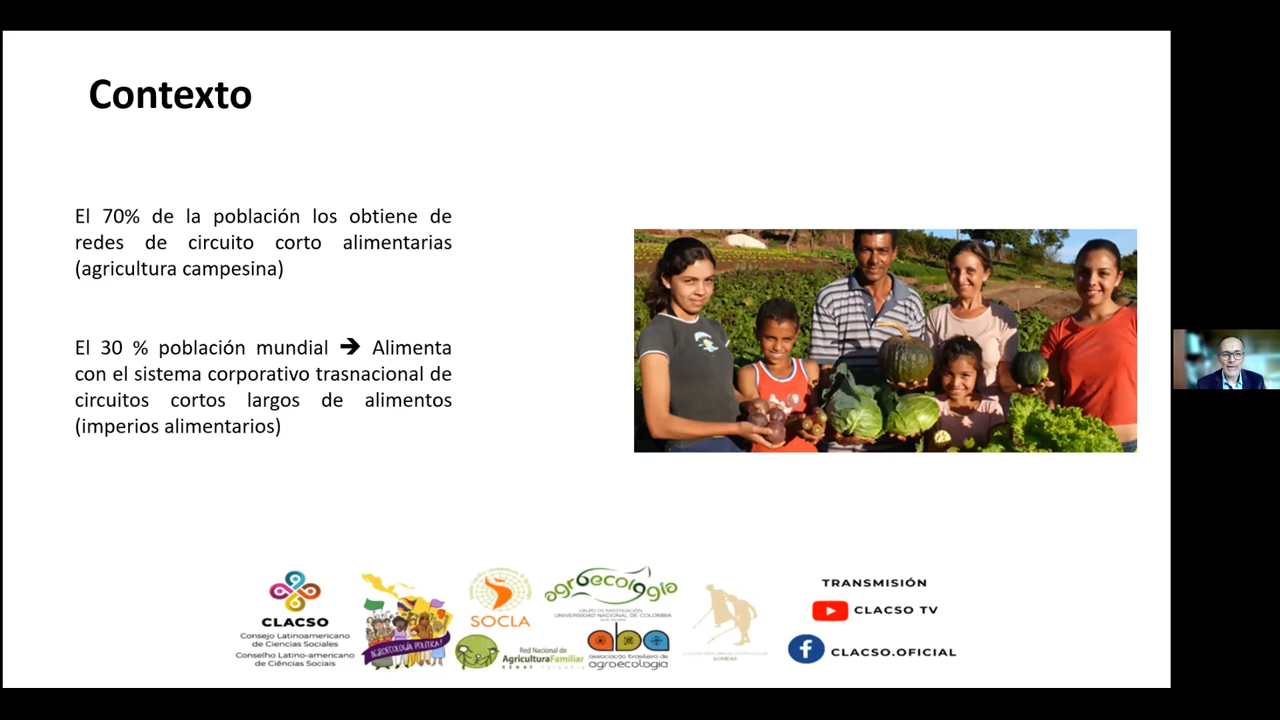 Contexto
El 70% de la población los obtiene de
redes de circuito corto alimentarias
(agricultura campesina)
El 30 % población mundial ➔ Alimenta
con el sistema corporativo trasnacional de
circuitos cortos largos de alimentos
(imperios alimentarios)
CLACSO
Consejo Latinoamericano
de Ciencias Sociales
Conselho Latino-americano
de Ciências Sociais
AGROECOLOGÍA POLÍTICA!
SOCLA
Red Nacional de
AgriculturaFamiliar
RENAF Colombia
agroecología
GRUPO DE INVESTIGACIÓN
UNIVERSIDAD NACIONAL DE COLOMBIA
aba
associação brasileira de
agroecologia
TRANSMISIÓN
CLACSO TV
CLACSO.OFICIAL